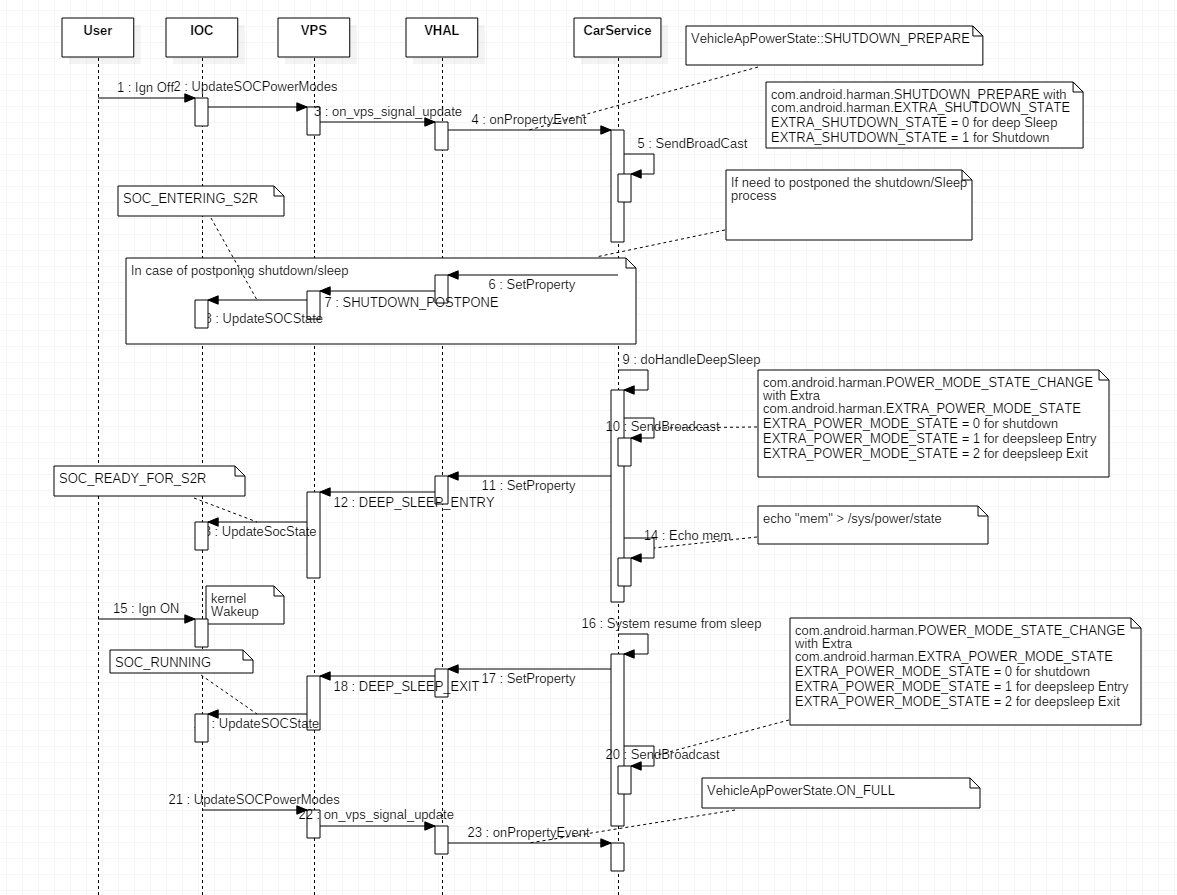 User
IOC
VPS
VHAL
CarService
VehicleApPowerState::SHUTDOWN_PREPARE
1 : Ign Off
2 : UpdateSOCPowerModes
3 : on_vps_signal_update
4 : onPropertyEvent
com.android.harman.SHUTDOWN_PREPARE with
com.android.harman.EXTRA_SHUTDOWN_STATE
EXTRA_SHUTDOWN_STATE = 0 for deep Sleep
EXTRA_SHUTDOWN_STATE = 1 for Shutdown
5 : SendBroadCast
SOC_ENTERING_S2R
If need to postponed the shutdown/Sleep
process
In case of postponing shutdown/sleep
6 : SetProperty
7 : SHUTDOWN_POSTPONE
: UpdateSOCState
9 : doHandleDeepSleep
com.android.harman.POWER_MODE_STATE_CHANGE
with Extra
com.android.harman.EXTRA_POWER_MODE_STATE
EXTRA_POWER_MODE_STATE = 0 for shutdown
EXTRA_POWER_MODE_STATE = 1 for deepsleep Entry
EXTRA_POWER_MODE_STATE = 2 for deepsleep Exit
10 : SendBroadcast
SOC_READY_FOR_S2R
11 : SetProperty
12 : DEEP_SLEEP_ENTRY
: UpdateSocState
echo "mem" > /sys/power/state
14 : Echo mem
kernel
Wakeup
15 : Ign ON
16 : System resume from sleep
com.android.harman.POWER_MODE_STATE_CHANGE
with Extra
com.android.harman.EXTRA_POWER_MODE_STATE
EXTRA_POWER_MODE_STATE = 0 for shutdown
EXTRA_POWER_MODE_STATE = 1 for deepsleep Entry
EXTRA_POWER_MODE_STATE = 2 for deepsleep Exit
SOC_RUNNING
17 : SetProperty
18 : DEEP_SLEEP_EXIT
: UpdateSOCState
20 : SendBroadcast
VehicleApPowerState.ON_FULL
21 : UpdateSOCPowerModes
22 : on_vps_signal_update
23 : onPropertyEvent